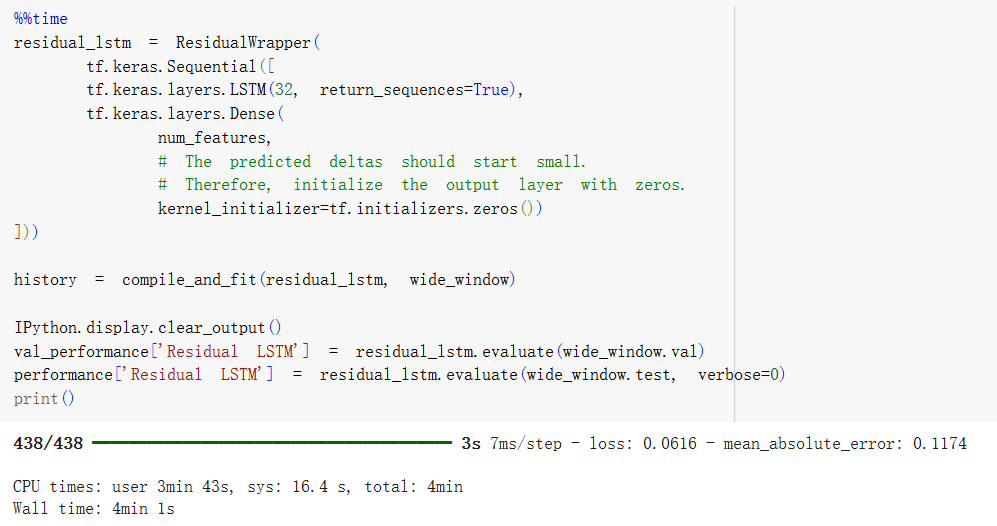 %%time
residual_lstm = ResidualWrapper(
tf.keras.Sequential([
tf.keras.layers.LSTM(32, return_sequences=True),
tf.keras.layers.Dense(
num_features,
# The predicted deltas should start small.
# Therefore, initialize the output layer with zeros.
kernel_initializer=tf.initializers.zeros())
]))
history = compile_and_fit(residual_lstm, wide_window)
IPython.display.clear_output()
val_performance['Residual LSTM'] = residual_lstm.evaluate(wide_window.val)
performance['Residual LSTM'] = residual_lstm.evaluate(wide_window.test, verbose=0)
print()
438/438 3s 7ms/step - loss: 0.0616 - mean_absolute_error: 0.1174
CPU times: user 3min 43s, sys: 16.4 s, total: 4min
Wall time: 4min 1s